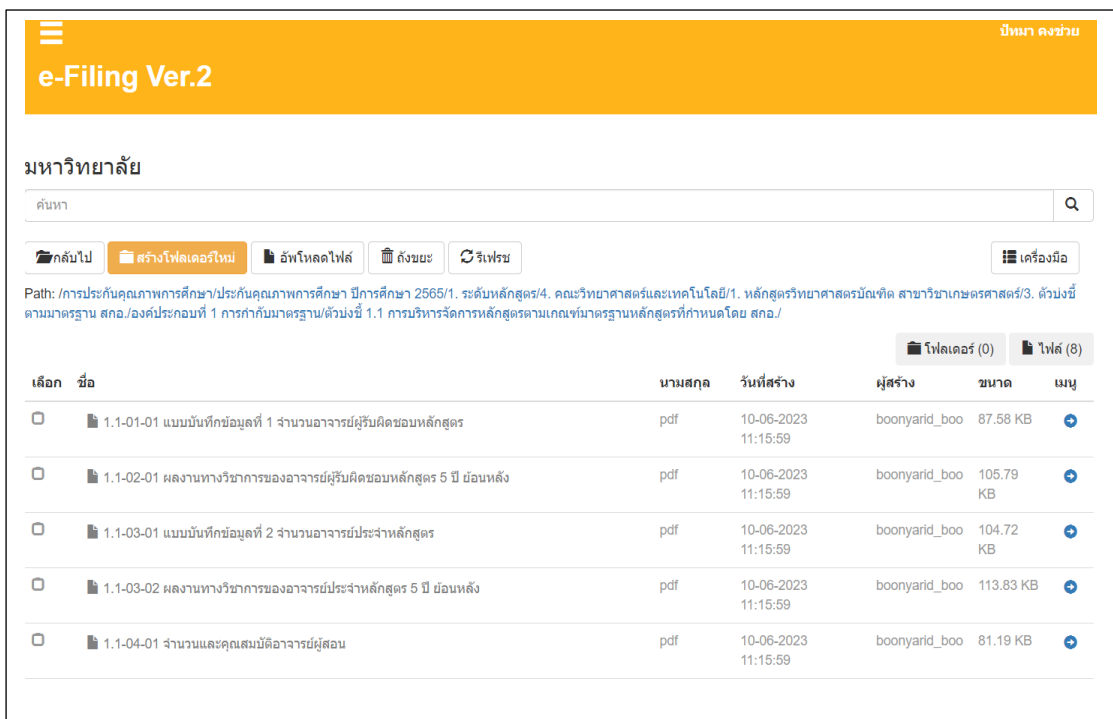 ปัทมา คงช่วย
e-Filing Ver.2
มหาวิทยาลัย
ค้นหา
กลับไป สร้างโฟลเดอร์ใหม่ อัพโหลดไฟล์ ถังขยะ รีเฟรช เครื่องมือ
Path: /การประกันคุณภาพการศึกษา/ประกันคุณภาพการศึกษา ปีการศึกษา 2565/1. ระดับหลักสูตร/4. คณะวิทยาศาสตร์และเทคโนโลยี/1. หลักสูตรวิทยาศาสตรบัณฑิต สาขาวิชาเกษตรศาสตร์/3. ตัวบ่งชี้
ตามมาตรฐาน สกอ./องค์ประกอบที่ 1 การกำกับมาตรฐาน/ตัวบ่งชี้ 1.1 การบริหารจัดการหลักสูตรตามเกณฑ์มาตรฐานหลักสูตรที่กำหนดโดย สกอ./
โฟลเดอร์ (0) ไฟล์ (8)
เลือก ชื่อ นามสกุล วันที่สร้าง ผู้สร้าง ขนาด เมนู
1.1-01-01 แบบบันทึกข้อมูลที่ 1 จำนวนอาจารย์ผู้รับผิดชอบหลักสูตร pdf 10-06-2023 boonyarid_boo 87.58 KB
11:15:59
1.1-02-01 ผลงานทางวิชาการของอาจารย์ผู้รับผิดชอบหลักสูตร 5 ปี ย้อนหลัง pdf 10-06-2023 boonyarid_boo 105.79
11:15:59 KB
1.1-03-01 แบบบันทึกข้อมูลที่ 2 จำนวนอาจารย์ประจำหลักสูตร pdf 10-06-2023 boonyarid_boo 104.72
11:15:59 KB
1.1-03-02 ผลงานทางวิชาการของอาจารย์ประจำหลักสูตร 5 ปี ย้อนหลัง pdf 10-06-2023 boonyarid_boo 113.83 KB
11:15:59
1.1-04-01 จำนวนและคุณสมบัติอาจารย์ผู้สอน pdf 10-06-2023 boonyarid_boo 81.19 KB
11:15:59